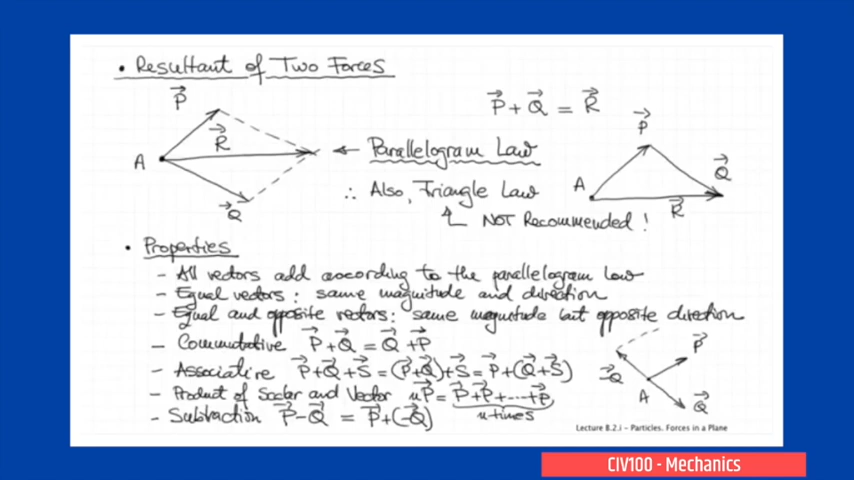 • Resultant of Two Forces
P⃗
P⃗ + Q⃗ = R⃗
A R⃗
Q⃗
← Parallelogram Law
∴ Also, Triangle Law
NOT Recommended!
P⃗
A Q⃗
R⃗
• Properties
- All vectors add according to the parallelogram law
- Equal vectors: same magnitude and direction
- Equal and opposite vectors: same magnitude but opposite direction
- Commutative P⃗ + Q⃗ = Q⃗ + P⃗
- Associative P⃗ + Q⃗ + S⃗ = (P⃗ + Q⃗) + S⃗ = P⃗ + (Q⃗ + S⃗)
- Product of Scalar and Vector nP⃗ = P⃗ + P⃗ + ---- + P⃗
n times
- Subtraction P⃗ - Q⃗ = P⃗ + (-Q⃗)
P⃗
-Q⃗
A Q⃗
Lecture 8.2.i – Particles. Forces in a Plane
CIV100 - Mechanics